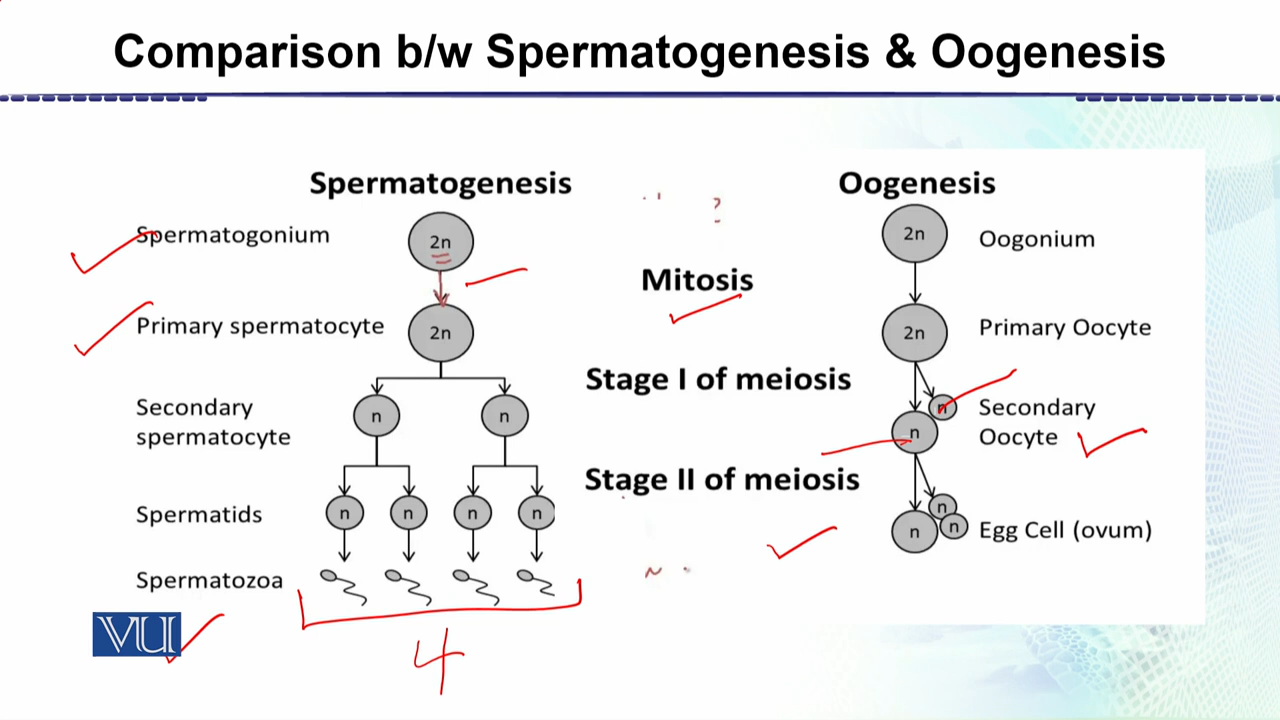 Comparison b/w Spermatogenesis & Oogenesis
Spermatogenesis
Oogenesis
Spermatogonium
2n
?
2n
Oogonium
Mitosis
Primary spermatocyte
2n
2n
Primary Oocyte
Stage I of meiosis
Secondary
spermatocyte
n
n
n
n
Secondary
Oocyte
Stage II of meiosis
Spermatids
n
n
n
n
n
n
n
Egg Cell (ovum)
Spermatozoa
VU
4